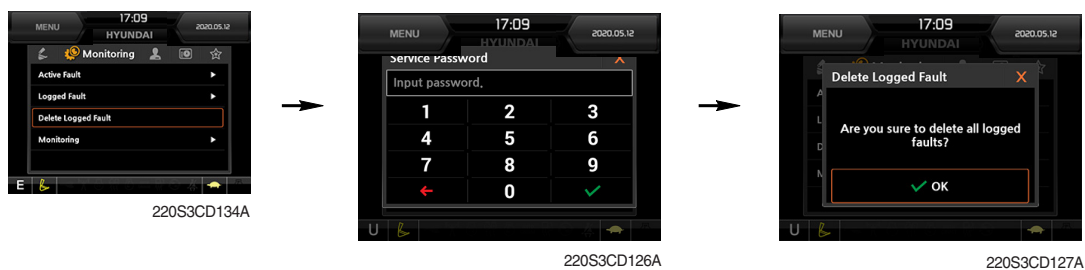 MENU
17:09
2020.05.12
HYUNDAI
Monitoring
Active Fault
Logged Fault
Delete Logged Fault
Monitoring
E
220S3CD134A
MENU
17:09
2020.05.12
HYUNDAI
Service Password
X
Input password.
1 2 3
4 5 6
7 8 9
0
U
220S3CD126A
MENU
17:09
2020.05.12
HYUNDAI
Delete Logged Fault
X
A
L
D
M
Are you sure to delete all logged
faults?
OK
U
220S3CD127A